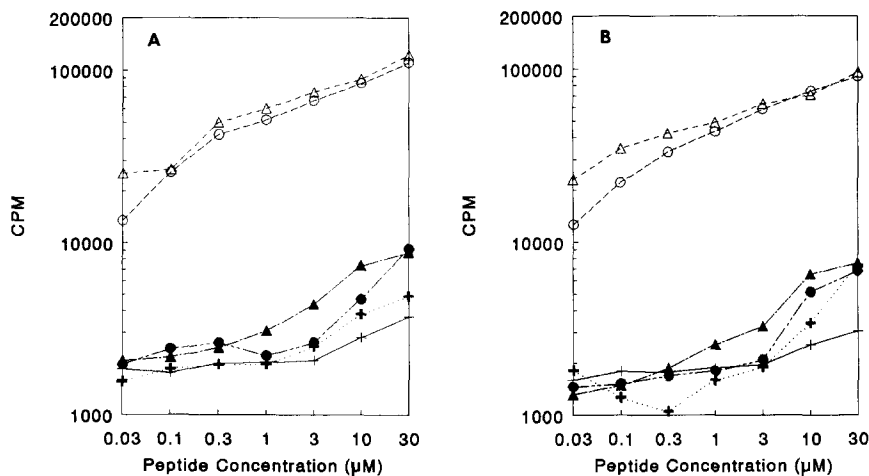 A
CPM
200000
100000
10000
1000
0.03 0.1 0.3 1 3 10 30
Peptide Concentration (µM)
B
CPM
200000
100000
10000
1000
0.03 0.1 0.3 1 3 10 30
Peptide Concentration (µM)